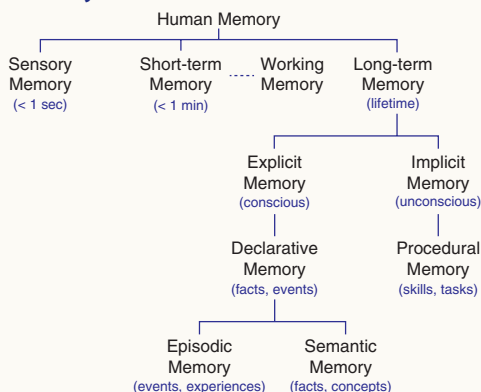 Human Memory
Sensory
Memory
(< 1 sec)
Short-term
Memory
(< 1 min)
Working
Memory
Long-term
Memory
(lifetime)
Explicit
Memory
(conscious)
Implicit
Memory
(unconscious)
Declarative
Memory
(facts, events)
Procedural
Memory
(skills, tasks)
Episodic
Memory
(events, experiences)
Semantic
Memory
(facts, concepts)